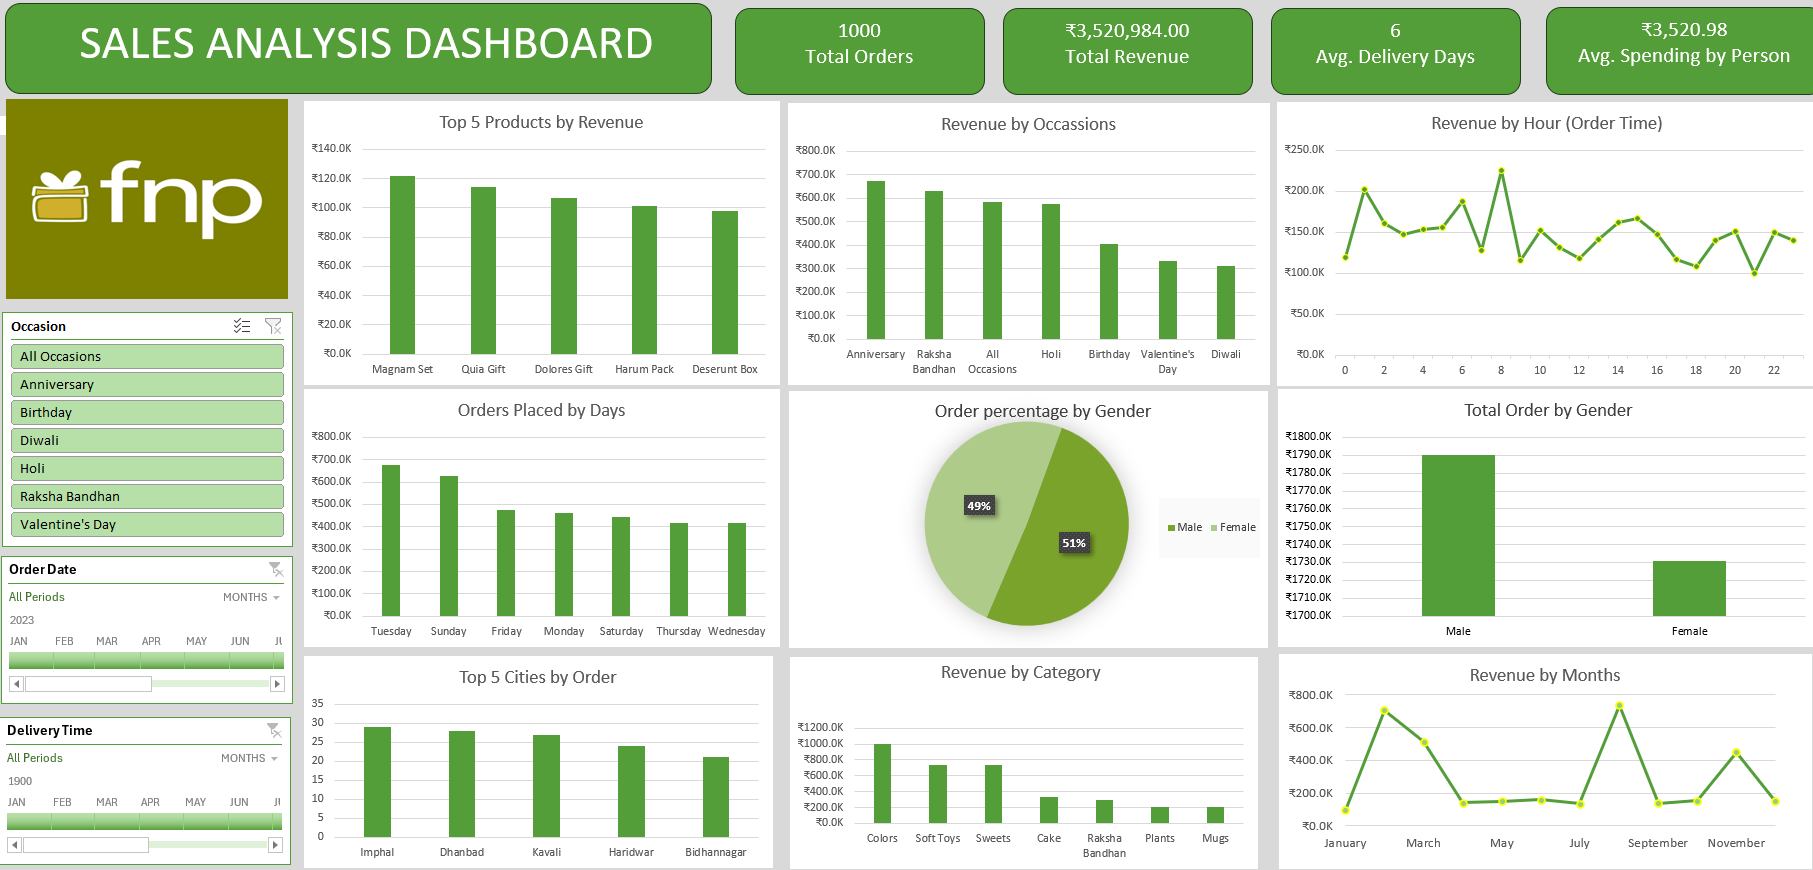 SALES ANALYSIS DASHBOARD
1000
Total Orders
₹3,520,984.00
Total Revenue
6
Avg. Delivery Days
₹3,520.98
Avg. Spending by Person
fnp
Occasion
All Occasions
Anniversary
Birthday
Diwali
Holi
Raksha Bandhan
Valentine's Day
Order Date
All Periods
MONTHS
2023
JAN FEB MAR APR MAY JUN
Delivery Time
All Periods
MONTHS
1900
JAN FEB MAR APR MAY JUN
Top 5 Products by Revenue
₹140.0K
₹120.0K
₹100.0K
₹80.0K
₹60.0K
₹40.0K
₹20.0K
₹0.0K
Magnam Set Quia Gift Dolores Gift Harum Pack Deserunt Box
Revenue by Occassions
₹800.0K
₹700.0K
₹600.0K
₹500.0K
₹400.0K
₹300.0K
₹200.0K
₹100.0K
₹0.0K
Anniversary Raksha Bandhan All Occasions Holi Birthday Valentine's Day Diwali
Revenue by Hour (Order Time)
₹250.0K
₹200.0K
₹150.0K
₹100.0K
₹50.0K
₹0.0K
0 2 4 6 8 10 12 14 16 18 20 22
Orders Placed by Days
₹800.0K
₹700.0K
₹600.0K
₹500.0K
₹400.0K
₹300.0K
₹200.0K
₹100.0K
₹0.0K
Tuesday Sunday Friday Monday Saturday Thursday Wednesday
Order percentage by Gender
49%
51%
Male Female
Total Order by Gender
₹1800.0K
₹1790.0K
₹1780.0K
₹1770.0K
₹1760.0K
₹1750.0K
₹1740.0K
₹1730.0K
₹1720.0K
₹1710.0K
₹1700.0K
Male Female
Top 5 Cities by Order
35
30
25
20
15
10
5
0
Imphal Dhanbad Kavali Haridwar Bidhannagar
Revenue by Category
₹1200.0K
₹1000.0K
₹800.0K
₹600.0K
₹400.0K
₹200.0K
₹0.0K
Colors Soft Toys Sweets Cake Raksha Bandhan Plants Mugs
Revenue by Months
₹800.0K
₹600.0K
₹400.0K
₹200.0K
₹0.0K
January March May July September November